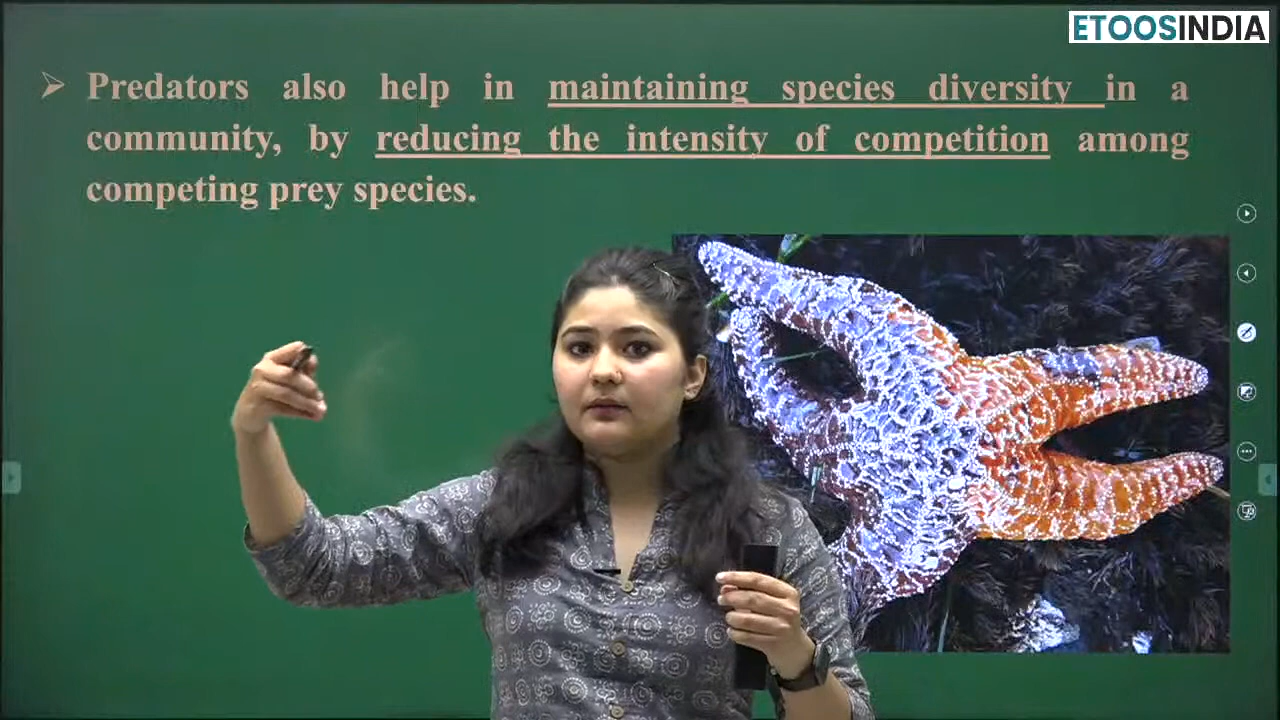 ETOOSINDIA
Predators also help in maintaining species diversity in a
community, by reducing the intensity of competition among
competing prey species.